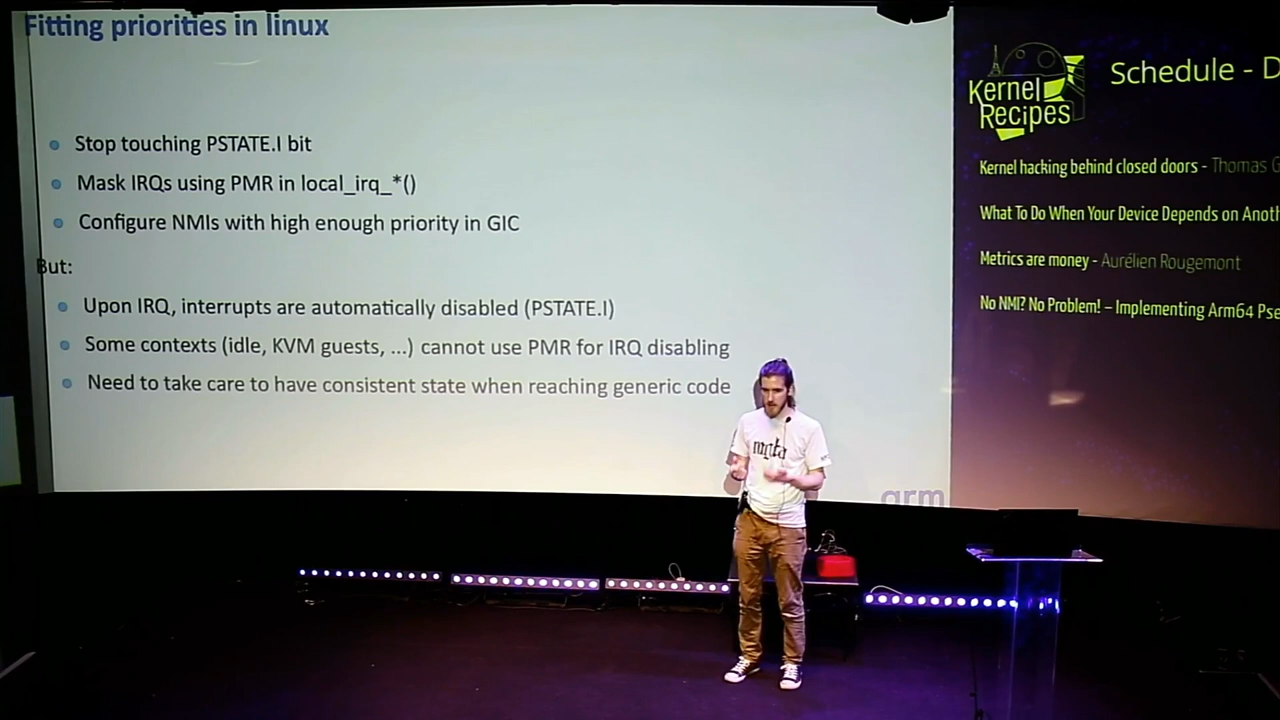 Fitting priorities in linux
Stop touching PSTATE.I bit
Mask IRQs using PMR in local_irq_*()
Configure NMIs with high enough priority in GIC
But:
Upon IRQ, interrupts are automatically disabled (PSTATE.I)
Some contexts (idle, KVM guests, ...) cannot use PMR for IRQ disabling
Need to take care to have consistent state when reaching generic code
arm
Kernel
Recipes
Schedule - D
Kernel hacking behind closed doors - Thomas G
What To Do When Your Device Depends on Anoth
Metrics are money - Aurélien Rougemont
No NMI? No Problem! – Implementing Arm64 Pse